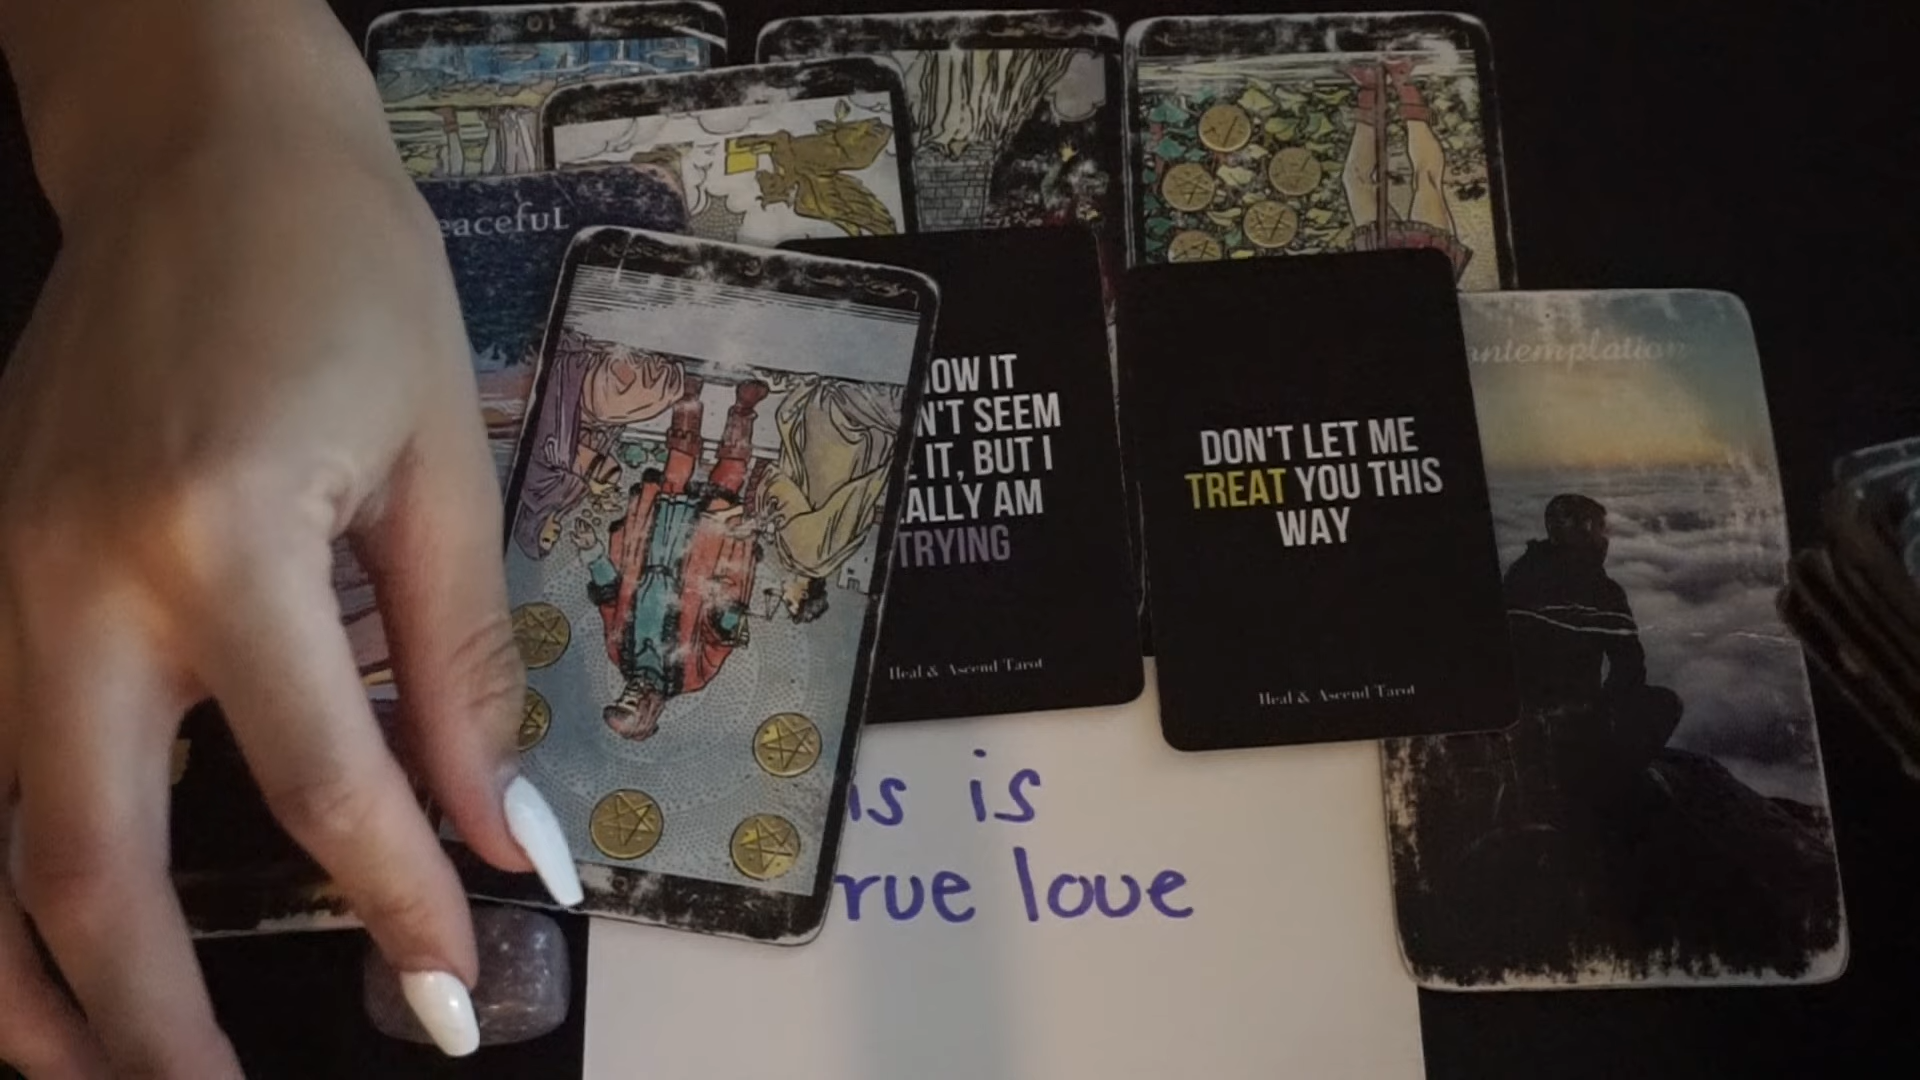 eacefuL
OW IT
N'T SEEM
IT, BUT I
ALLY AM
TRYING
Heal & Ascend Tarot
DON'T LET ME
TREAT YOU THIS
WAY
Heal & Ascend Tarot
ntemplation
is is
rue love